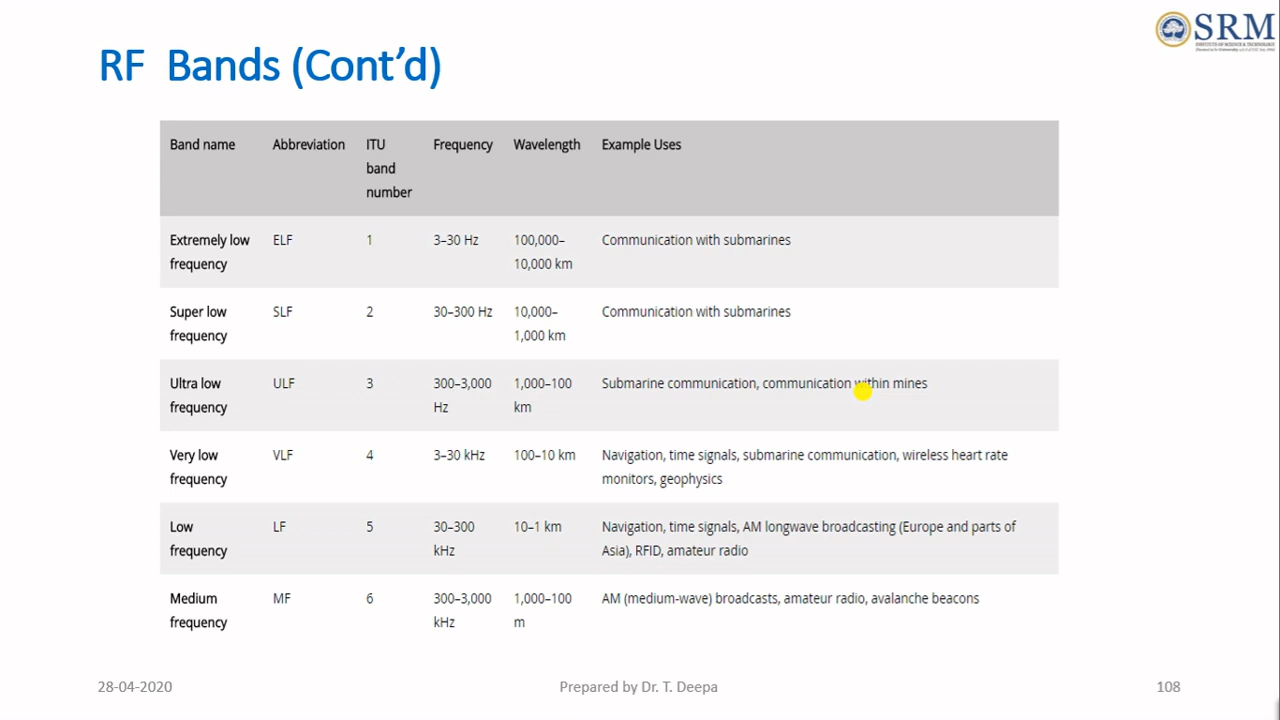 SRM
INSTITUTE OF SCIENCE & TECHNOLOGY
RF Bands (Cont’d)
Band name Abbreviation ITU band number Frequency Wavelength Example Uses
Extremely low frequency ELF 1 3–30 Hz 100,000–10,000 km Communication with submarines
Super low frequency SLF 2 30–300 Hz 10,000–1,000 km Communication with submarines
Ultra low frequency ULF 3 300–3,000 Hz 1,000–100 km Submarine communication, communication within mines
Very low frequency VLF 4 3–30 kHz 100–10 km Navigation, time signals, submarine communication, wireless heart rate monitors, geophysics
Low frequency LF 5 30–300 kHz 10–1 km Navigation, time signals, AM longwave broadcasting (Europe and parts of Asia), RFID, amateur radio
Medium frequency MF 6 300–3,000 kHz 1,000–100 m AM (medium-wave) broadcasts, amateur radio, avalanche beacons
28-04-2020 Prepared by Dr. T. Deepa 108